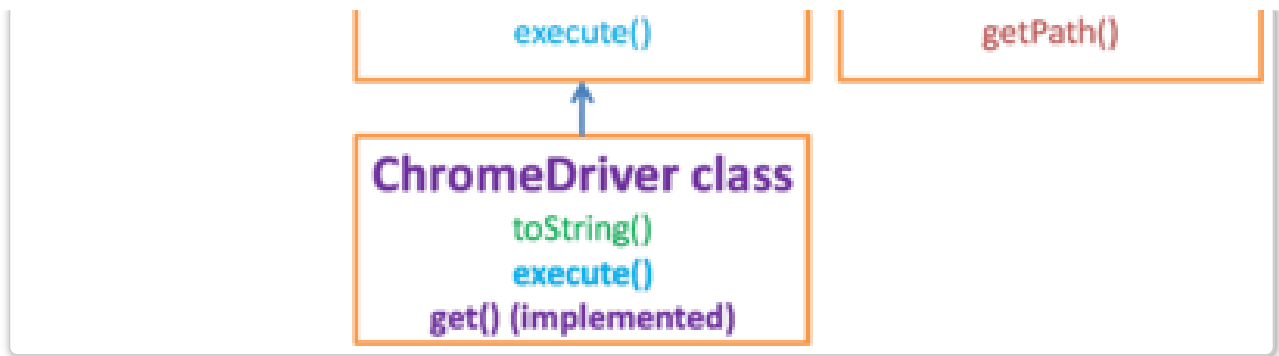 execute()
getPath()
ChromeDriver class
toString()
execute()
get() (implemented)